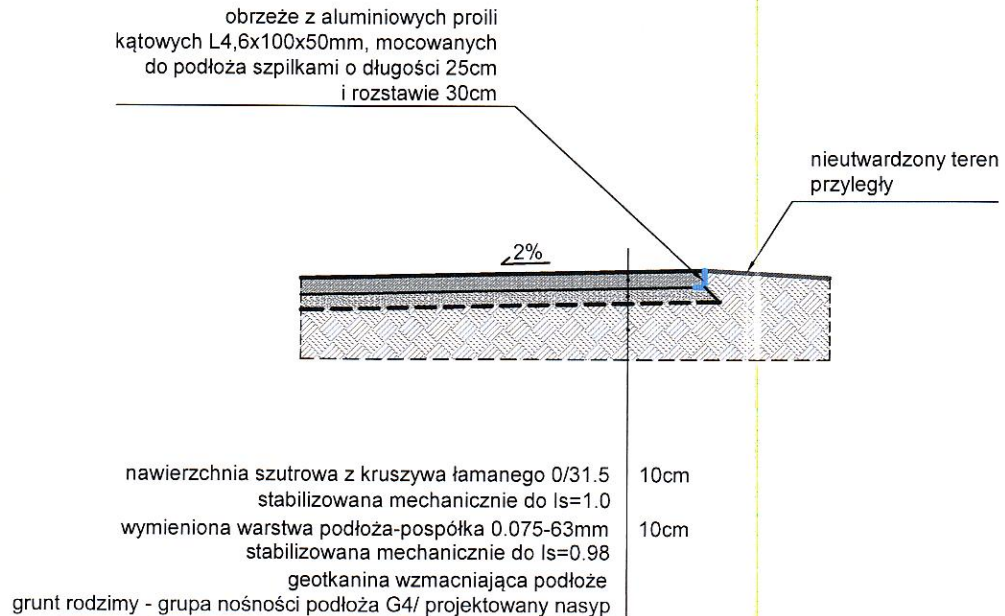 obrzeże z aluminiowych proili
kątowych L4,6x100x50mm, mocowanych
do podłoża szpilkami o długości 25cm
i rozstawie 30cm
nieutwardzony teren
przyległy
2%
nawierzchnia szutrowa z kruszywa łamanego 0/31.5 10cm
stabilizowana mechanicznie do Is=1.0
wymieniona warstwa podłoża-pospółka 0.075-63mm 10cm
stabilizowana mechanicznie do Is=0.98
geotkanina wzmacniająca podłoże
grunt rodzimy - grupa nośności podłoża G4/ projektowany nasyp